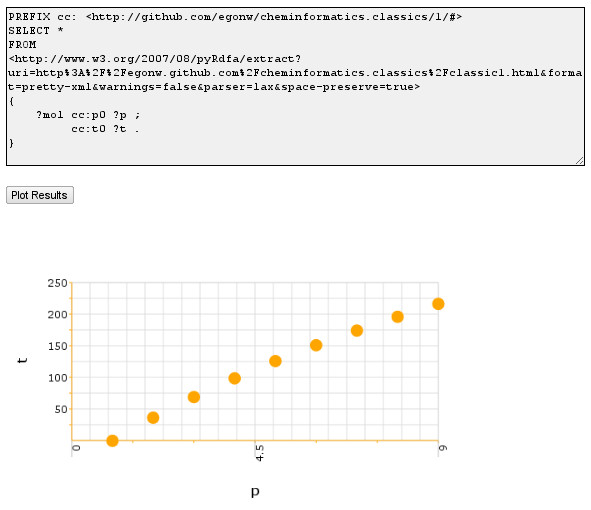 PREFIX cc: <http://github.com/egonw/cheminformatics.classics/1/#>
SELECT *
FROM
<http://www.w3.org/2007/08/pyRdfa/extract?
uri=http%3A%2F%2Fegonw.github.com%2Fcheminformatics.classics%2Fclassic1.html&forma
t=pretty-xml&warnings=false&parser=lax&space-preserve=true>
{
?mol cc:p0 ?p ;
cc:t0 ?t .
}
Plot Results
250
200
150
100
50
t
0
4.5
9
p